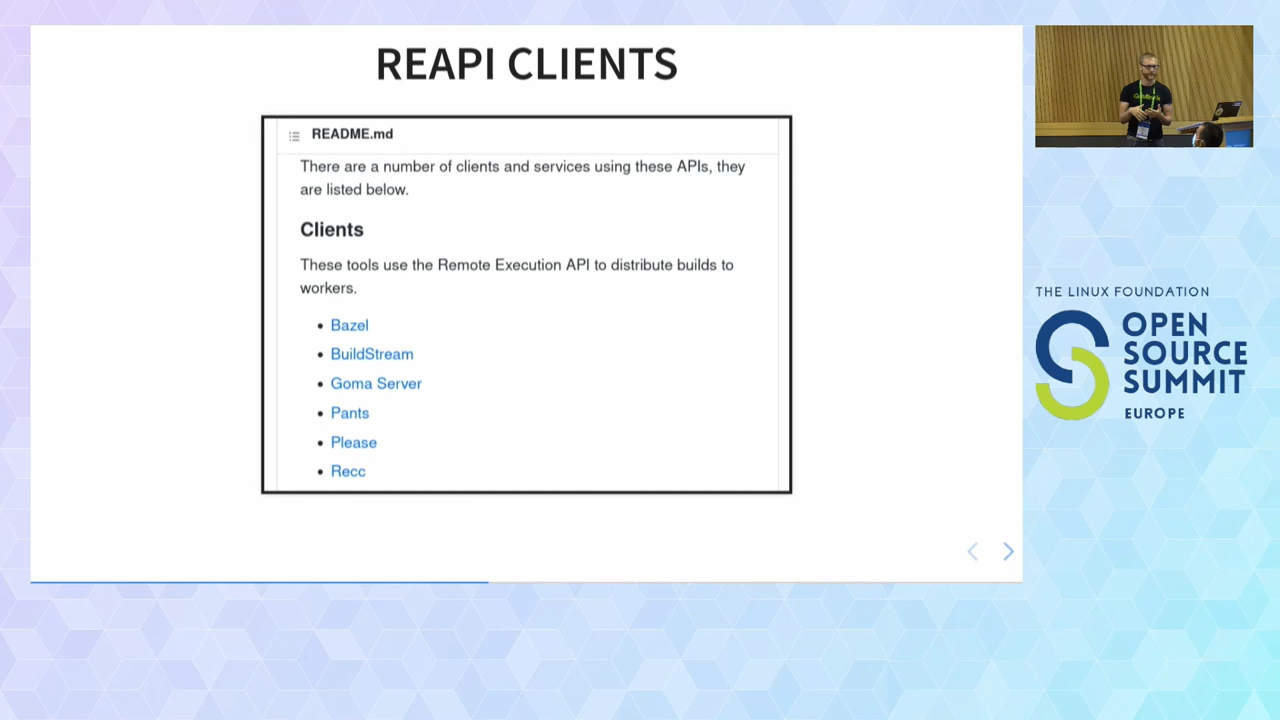 REAPI CLIENTS
README.md
There are a number of clients and services using these APIs, they
are listed below.
Clients
These tools use the Remote Execution API to distribute builds to
workers.
Bazel
BuildStream
Goma Server
Pants
Please
Recc
THE LINUX FOUNDATION
OPEN
SOURCE
SUMMIT
EUROPE